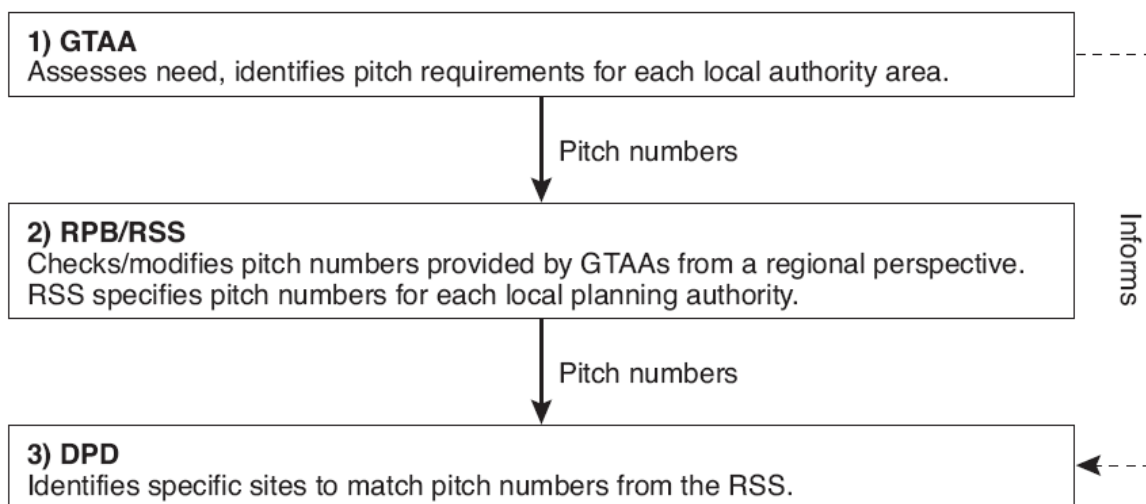 1) GTAA
Assesses need, identifies pitch requirements for each local authority area.
Pitch numbers
2) RPB/RSS
Checks/modifies pitch numbers provided by GTAAs from a regional perspective.
RSS specifies pitch numbers for each local planning authority.
Informs
Pitch numbers
3) DPD
Identifies specific sites to match pitch numbers from the RSS.